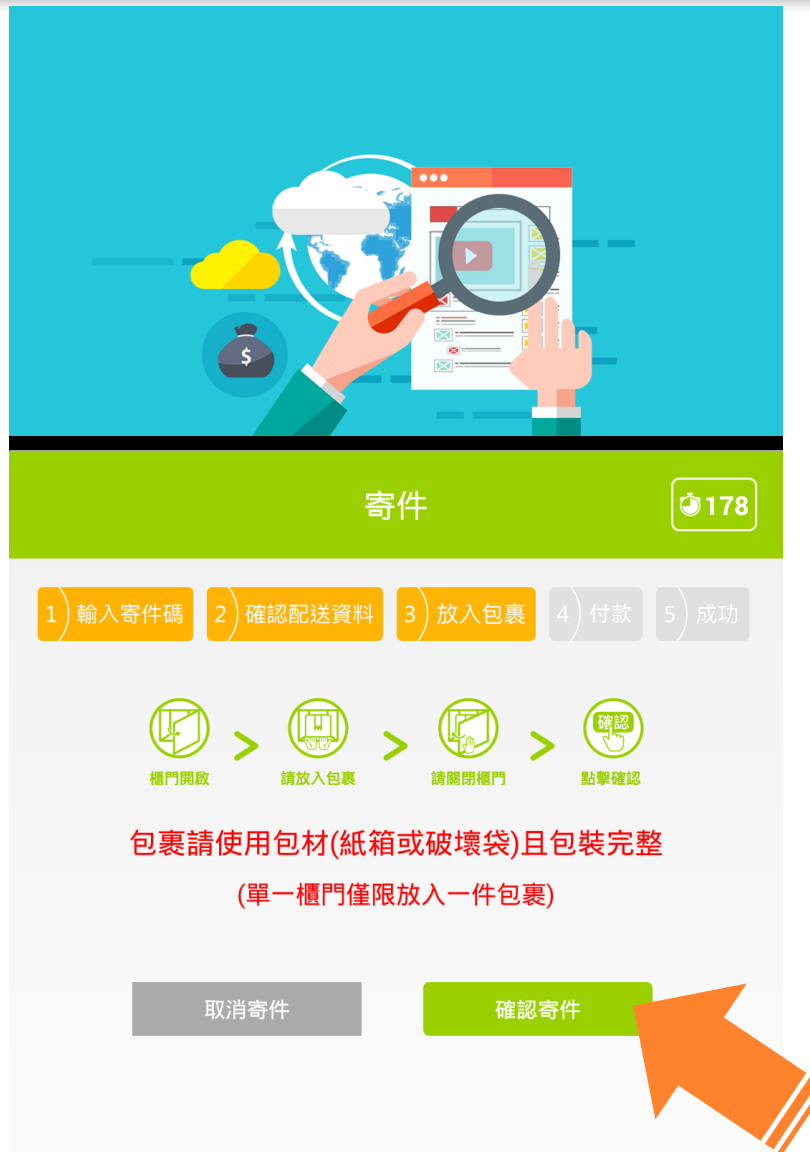 $
寄件
178
1 輸入寄件碼 2 確認配送資料 3 放入包裹 4 付款 5 成功
確認
櫃門開啟 > 請放入包裹 > 請關閉櫃門 > 點擊確認
包裹請使用包材(紙箱或破壞袋)且包裝完整
(單一櫃門僅限放入一件包裹)
取消寄件 確認寄件